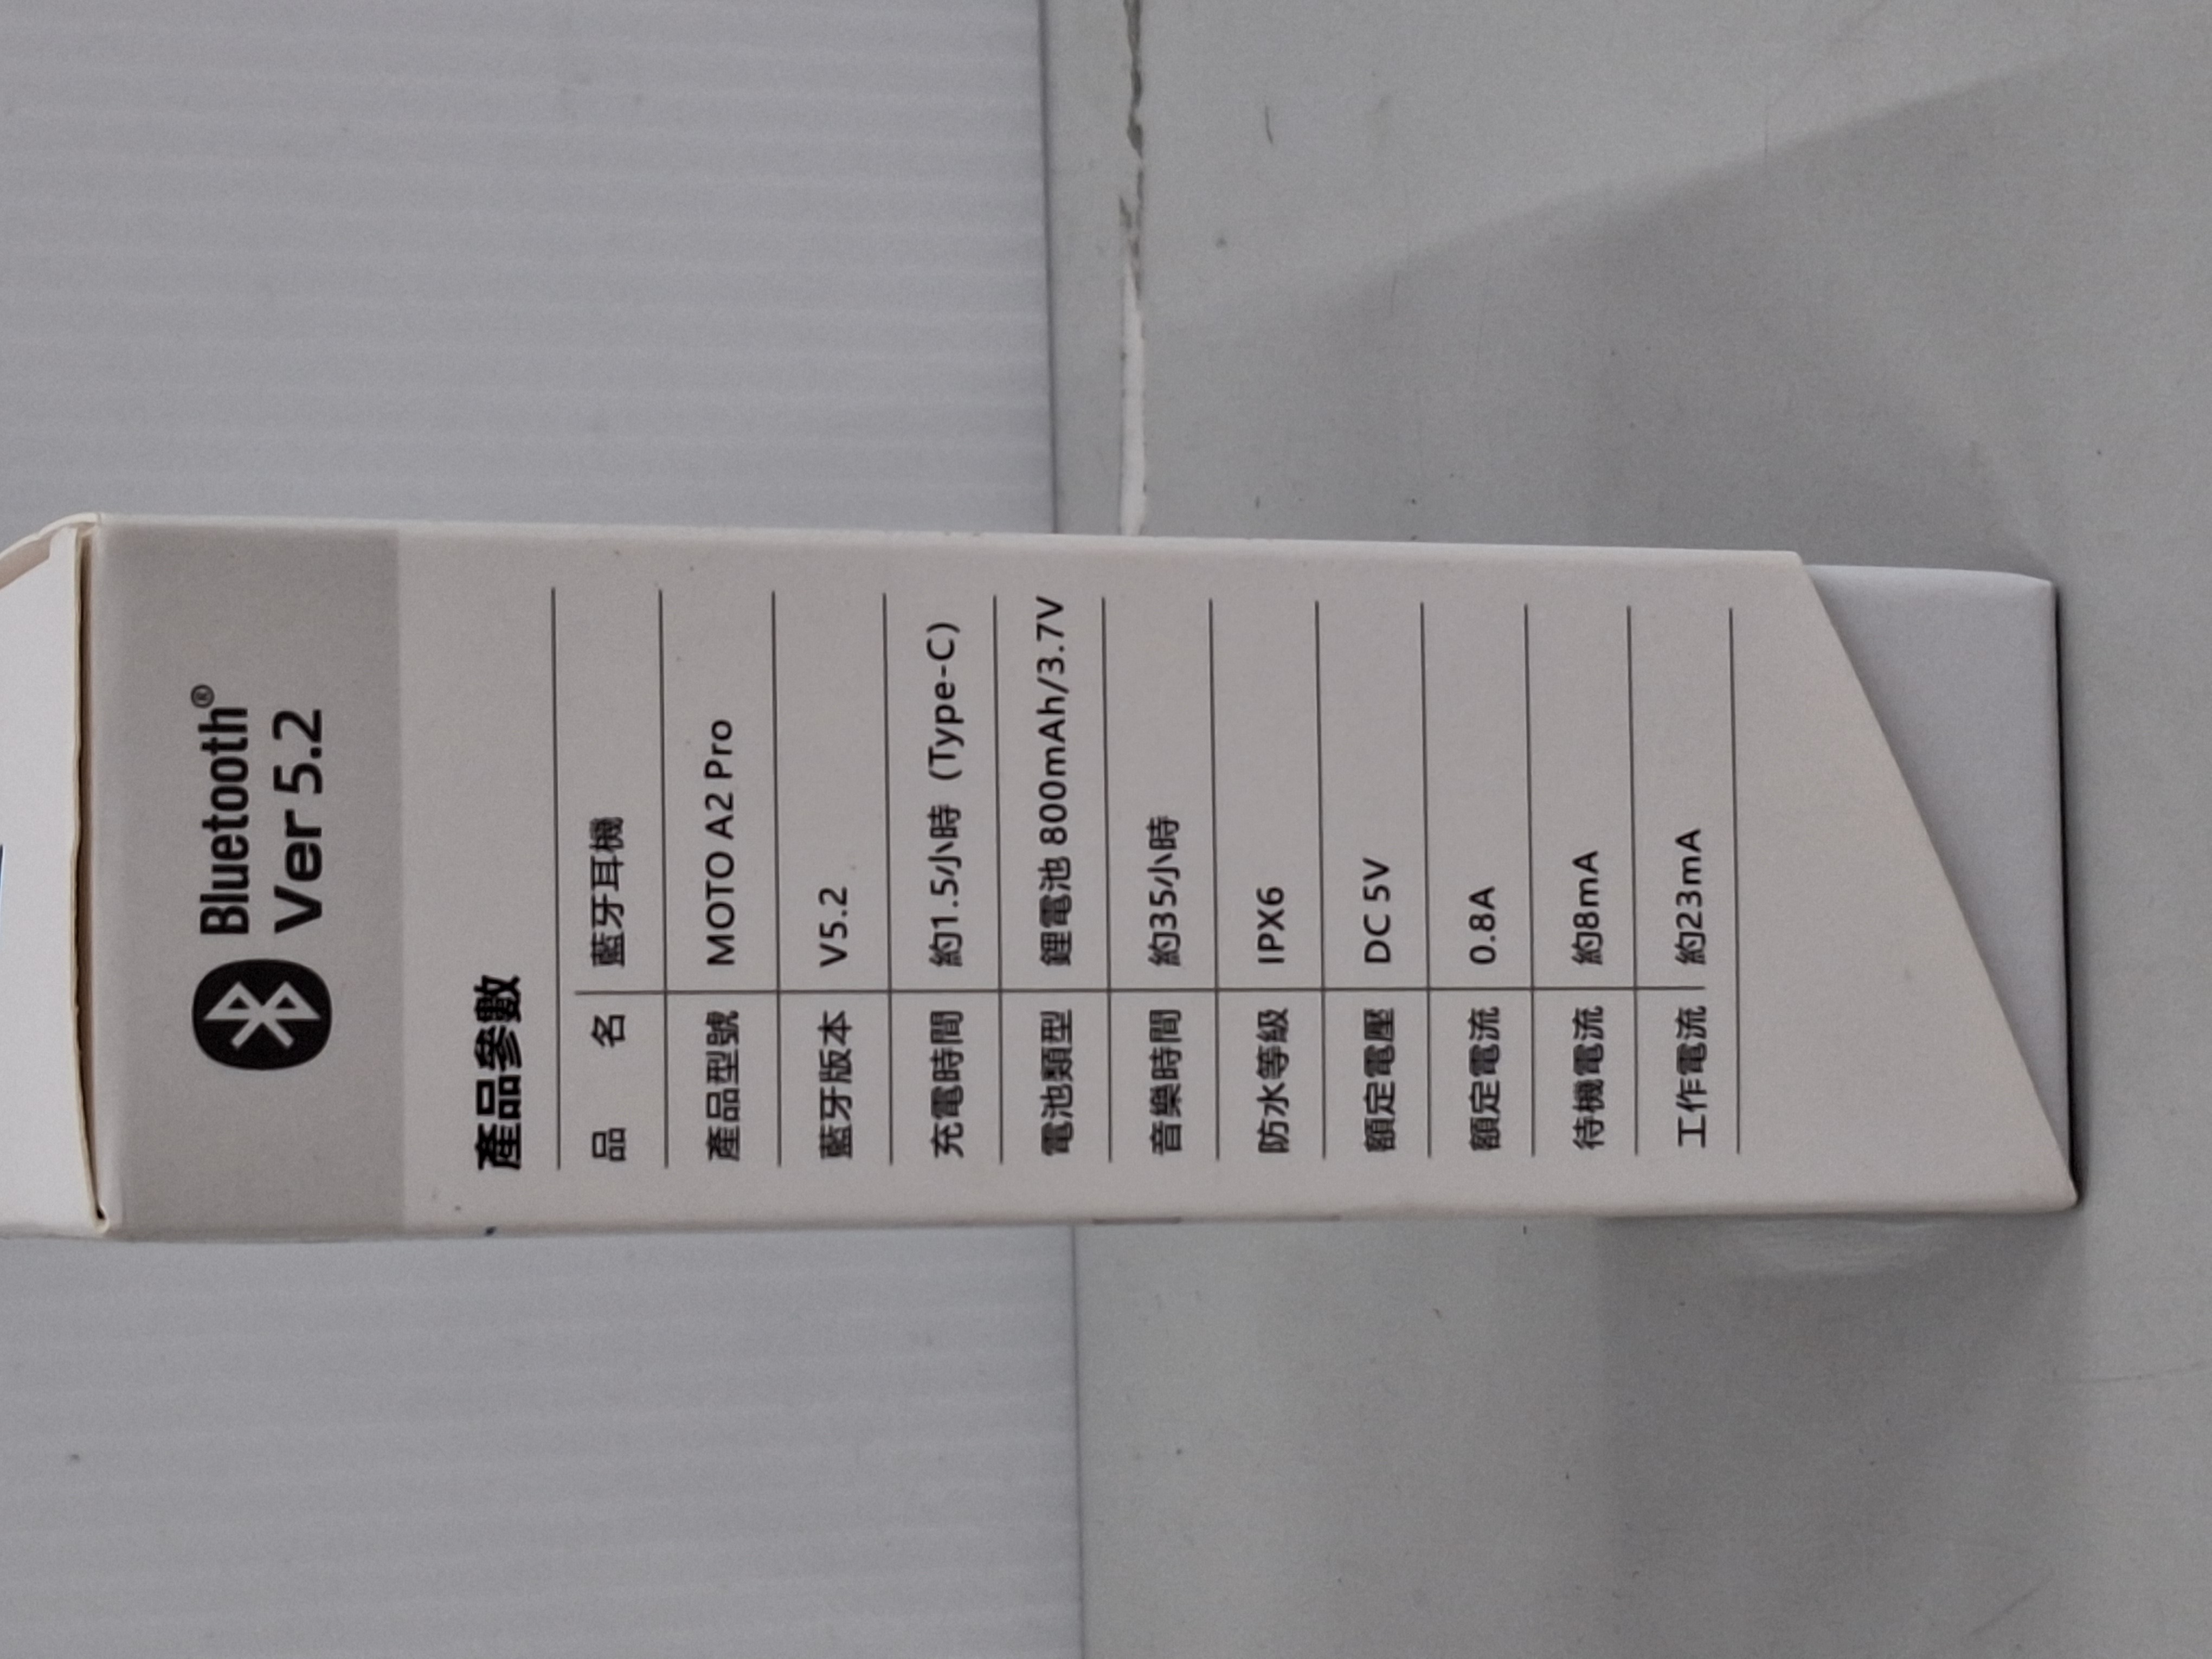 Bluetooth®
Ver 5.2
產品參數
品 名 藍牙耳機
產品型號 MOTO A2 Pro
藍牙版本 V5.2
充電時間 約1.5小時（Type-C）
電池類型 鋰電池 800mAh/3.7V
音樂時間 約35小時
防水等級 IPX6
額定電壓 DC 5V
額定電流 0.8A
待機電流 約8mA
工作電流 約23mA